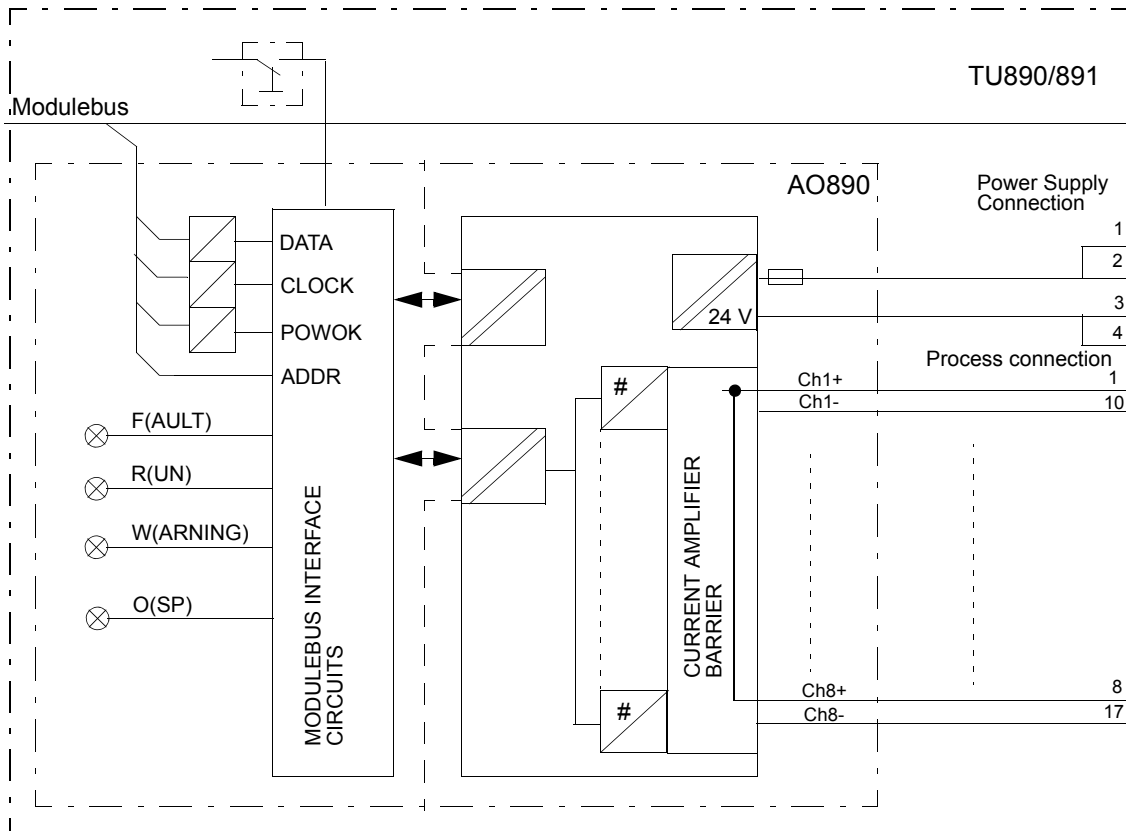 TU890/891
Modulebus
AO890
Power Supply
Connection
1
2
3
4
DATA
CLOCK
POWOK
ADDR
24 V
Process connection
1
10
Ch1+
Ch1-
#
F(AULT)
R(UN)
W(ARNING)
O(SP)
MODULEBUS INTERFACE
CIRCUITS
CURRENT AMPLIFIER
BARRIER
#
Ch8+
Ch8-
8
17